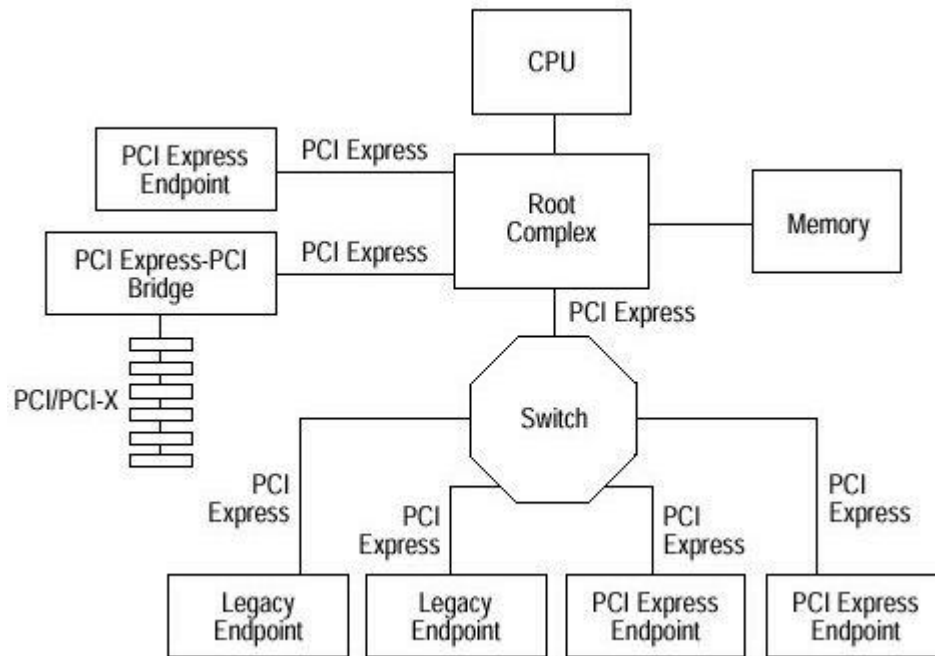 CPU
PCI Express
Endpoint
PCI Express
Root
Complex
Memory
PCI Express-PCI
Bridge
PCI Express
PCI Express
PCI/PCI-X
Switch
PCI
Express
PCI
Express
PCI
Express
PCI
Express
Legacy
Endpoint
Legacy
Endpoint
PCI Express
Endpoint
PCI Express
Endpoint